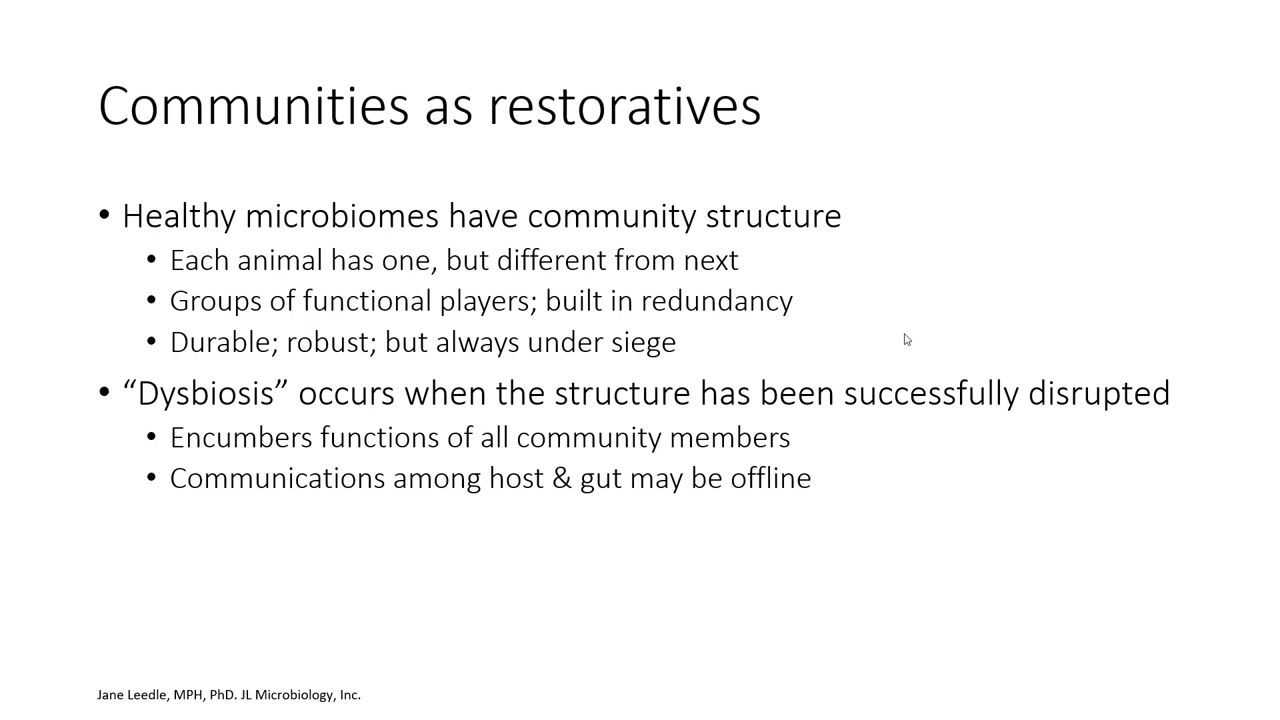 Communities as restoratives
• Healthy microbiomes have community structure
• Each animal has one, but different from next
• Groups of functional players; built in redundancy
• Durable; robust; but always under siege
• “Dysbiosis” occurs when the structure has been successfully disrupted
• Encumbers functions of all community members
• Communications among host & gut may be offline
Jane Leedle, MPH, PhD. JL Microbiology, Inc.